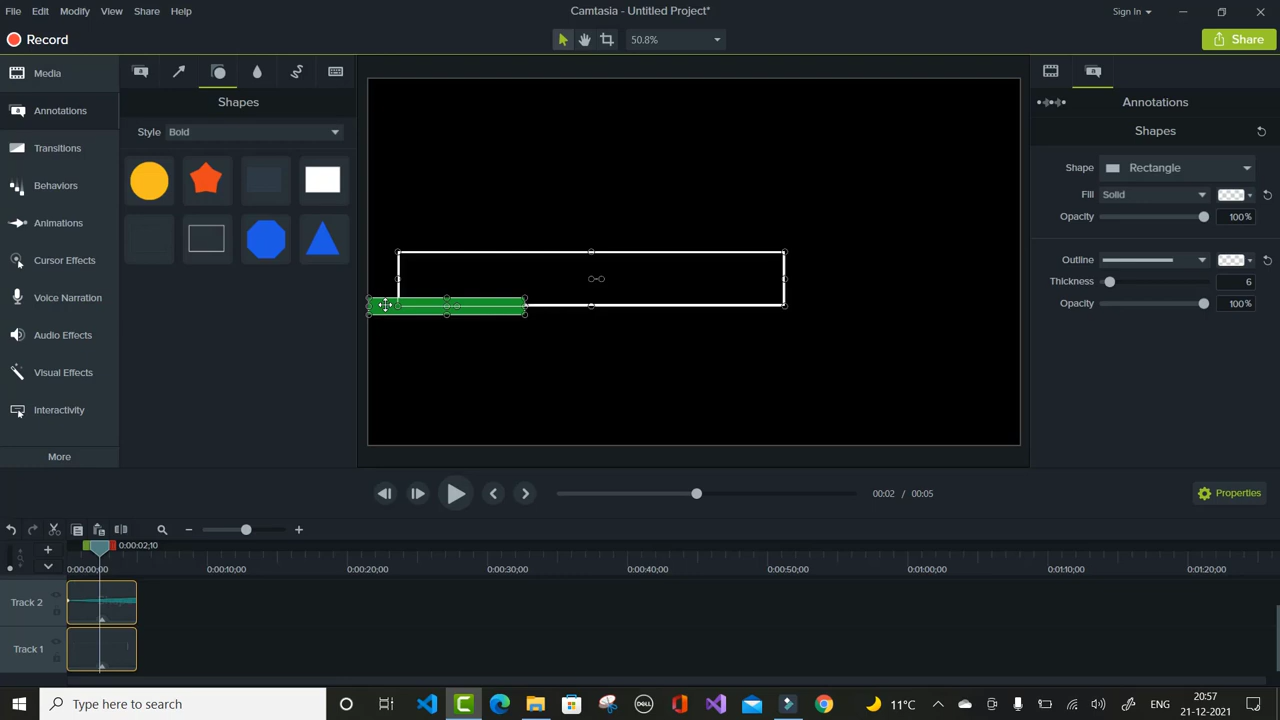 File Edit Modify View Share Help
Camtasia - Untitled Project*
Sign In
Record
50.8%
Share
Media
Annotations
Transitions
Behaviors
Animations
Cursor Effects
Voice Narration
Audio Effects
Visual Effects
Interactivity
More
Shapes
Style Bold
Annotations
Shapes
Shape Rectangle
Fill Solid
Opacity 100%
Outline
Thickness 6
Opacity 100%
00:02 / 00:05
Properties
0:00:02;10
0:00:00;00 0:00:10;00 0:00:20;00 0:00:30;00 0:00:40;00 0:00:50;00 0:01:00;00 0:01:10;00 0:01:20;00
Track 2
Track 1
Type here to search
DELL
11°C
ENG
20:57
21-12-2021